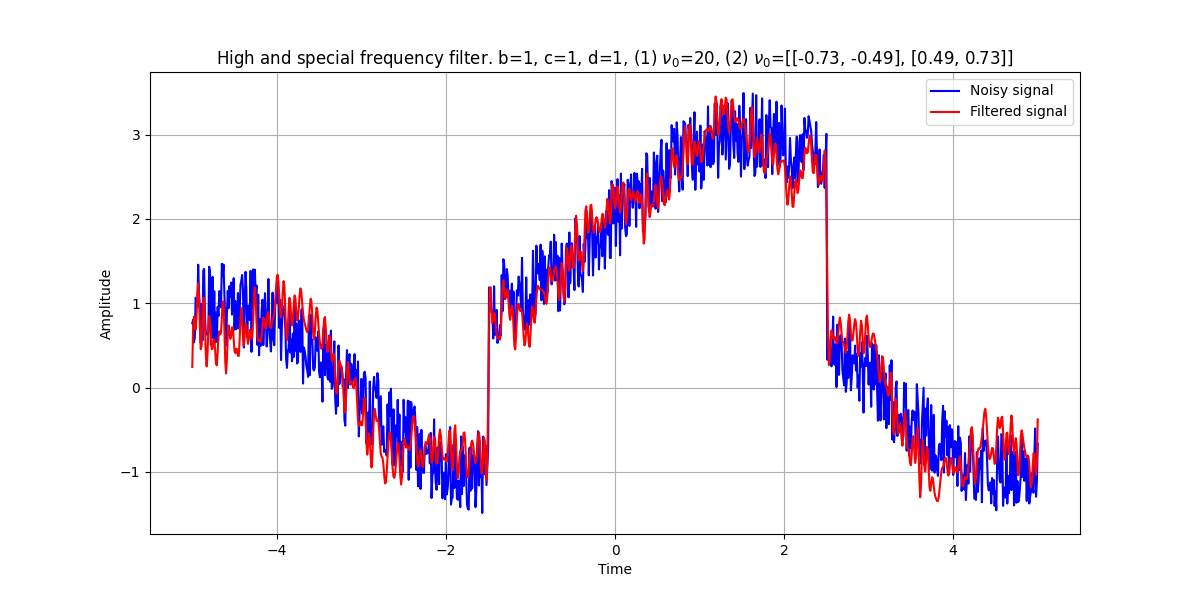 High and special frequency filter. b=1, c=1, d=1, (1) ν₀=20, (2) ν₀=[[-0.73, -0.49], [0.49, 0.73]]
Noisy signal
Filtered signal
Amplitude
3
2
1
0
−1
−4
−2
0
2
4
Time